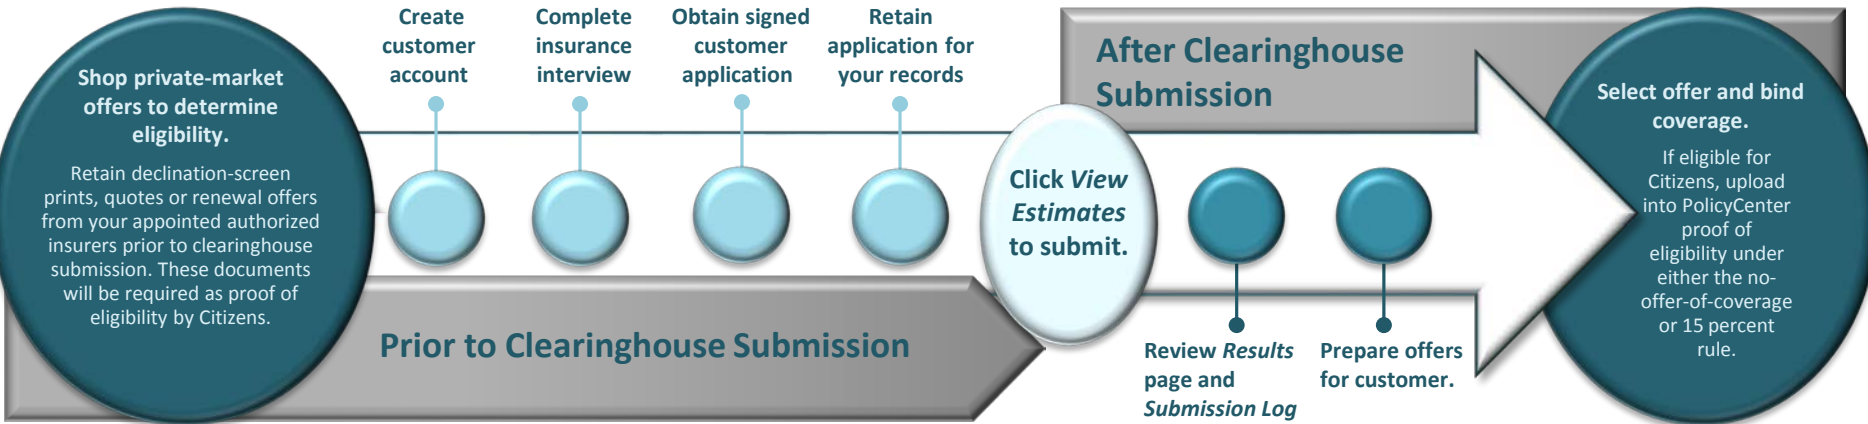 Shop private-market
offers to determine
eligibility.
Retain declination-screen
prints, quotes or renewal offers
from your appointed authorized
insurers prior to clearinghouse
submission. These documents
will be required as proof of
eligibility by Citizens.
Create
customer
account
Complete
insurance
interview
Obtain signed
customer
application
Retain
application for
your records
Prior to Clearinghouse Submission
Click View
Estimates
to submit.
After Clearinghouse
Submission
Review Results
page and
Submission Log
Prepare offers
for customer.
Select offer and bind
coverage.
If eligible for
Citizens, upload
into PolicyCenter
proof of
eligibility under
either the no-
offer-of-coverage
or 15 percent
rule.